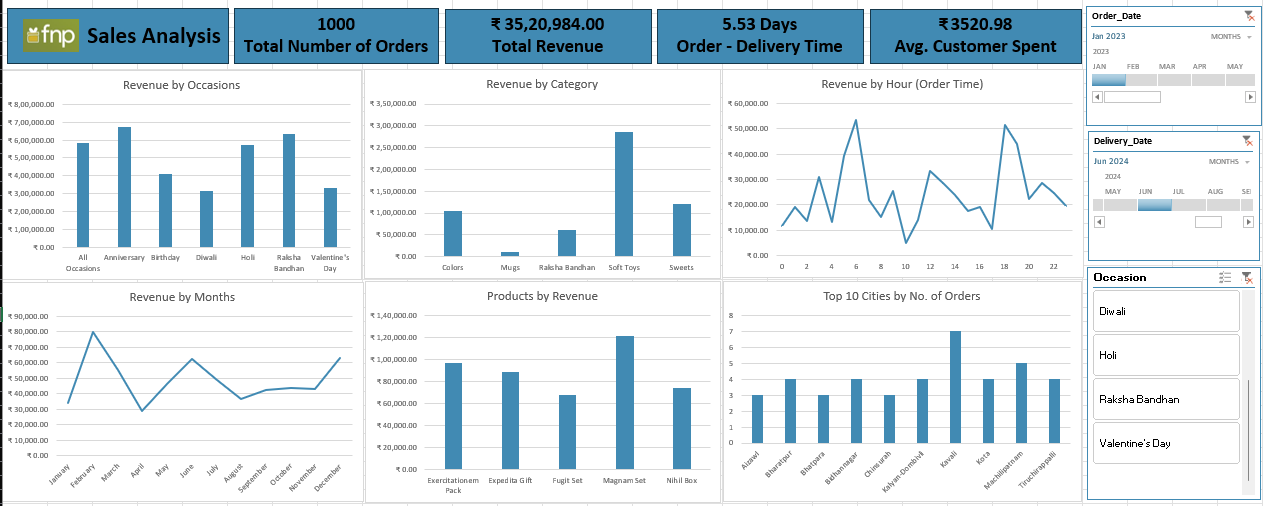 fnp Sales Analysis
1000
Total Number of Orders
₹ 35,20,984.00
Total Revenue
5.53 Days
Order - Delivery Time
₹ 3520.98
Avg. Customer Spent
Revenue by Occasions
₹ 8,00,000.00
₹ 7,00,000.00
₹ 6,00,000.00
₹ 5,00,000.00
₹ 4,00,000.00
₹ 3,00,000.00
₹ 2,00,000.00
₹ 1,00,000.00
₹ 0.00
All Occasions
Anniversary
Birthday
Diwali
Holi
Raksha Bandhan
Valentine's Day
Revenue by Category
₹ 3,50,000.00
₹ 3,00,000.00
₹ 2,50,000.00
₹ 2,00,000.00
₹ 1,50,000.00
₹ 1,00,000.00
₹ 50,000.00
₹ 0.00
Colors
Mugs
Raksha Bandhan
Soft Toys
Sweets
Revenue by Hour (Order Time)
₹ 60,000.00
₹ 50,000.00
₹ 40,000.00
₹ 30,000.00
₹ 20,000.00
₹ 10,000.00
₹ 0.00
0 2 4 6 8 10 12 14 16 18 20 22
Order_Date
Jan 2023 MONTHS
2023
JAN FEB MAR APR MAY
Delivery_Date
Jun 2024 MONTHS
2024
MAY JUN JUL AUG SE
Occasion
Diwali
Holi
Raksha Bandhan
Valentine's Day
Revenue by Months
₹ 90,000.00
₹ 80,000.00
₹ 70,000.00
₹ 60,000.00
₹ 50,000.00
₹ 40,000.00
₹ 30,000.00
₹ 20,000.00
₹ 10,000.00
₹ 0.00
January
February
March
April
May
June
July
August
September
October
November
December
Products by Revenue
₹ 1,40,000.00
₹ 1,20,000.00
₹ 1,00,000.00
₹ 80,000.00
₹ 60,000.00
₹ 40,000.00
₹ 20,000.00
₹ 0.00
Exercitationem Pack
Expedita Gift
Fugit Set
Magnam Set
Nihil Box
Top 10 Cities by No. of Orders
8
7
6
5
4
3
2
1
0
Aizawl
Bharatpur
Bhatpara
Bidhannagar
Chinsurah
Kalyan-Dombivli
Kavali
Kota
Machilipatnam
Tiruchirappalli